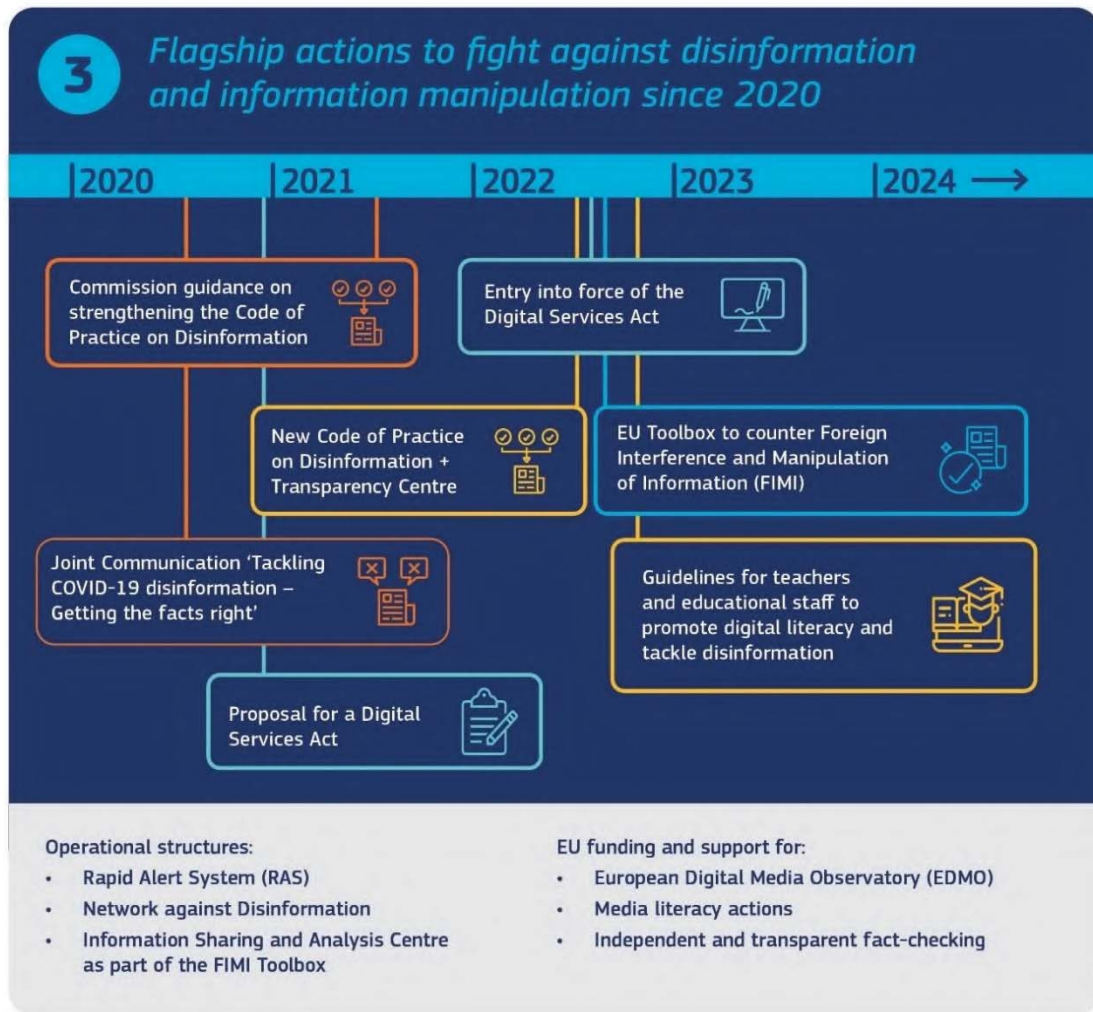 3
Flagship actions to fight against disinformation
and information manipulation since 2020
2020
2021
2022
2023
2024
Commission guidance on
strengthening the Code of
Practice on Disinformation
Entry into force of the
Digital Services Act
New Code of Practice
on Disinformation +
Transparency Centre
EU Toolbox to counter Foreign
Interference and Manipulation
of Information (FIMI)
Joint Communication ‘Tackling
COVID-19 disinformation –
Getting the facts right’
Guidelines for teachers
and educational staff to
promote digital literacy and
tackle disinformation
Proposal for a Digital
Services Act
Operational structures:
• Rapid Alert System (RAS)
• Network against Disinformation
• Information Sharing and Analysis Centre
as part of the FIMI Toolbox
EU funding and support for:
• European Digital Media Observatory (EDMO)
• Media literacy actions
• Independent and transparent fact-checking